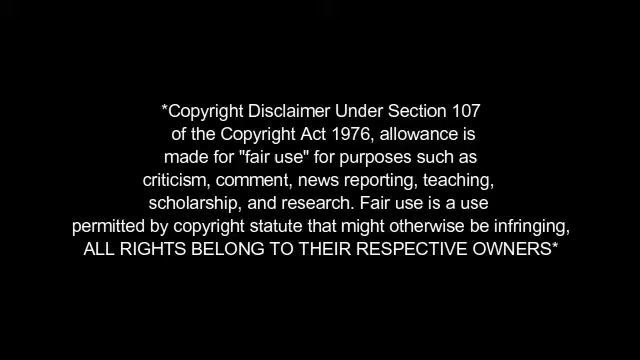 *Copyright Disclaimer Under Section 107
of the Copyright Act 1976, allowance is
made for "fair use" for purposes such as
criticism, comment, news reporting, teaching,
scholarship, and research. Fair use is a use
permitted by copyright statute that might otherwise be infringing,
ALL RIGHTS BELONG TO THEIR RESPECTIVE OWNERS*